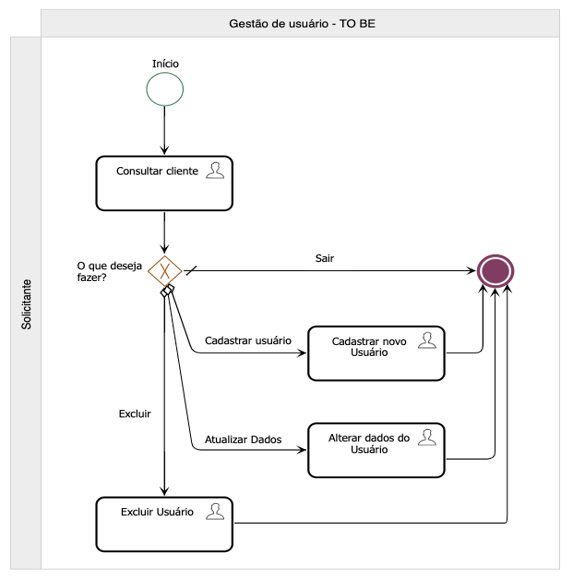 Gestão de usuário - TO BE
Solicitante
Início
Consultar cliente
O que deseja
fazer?
Sair
Cadastrar usuário
Cadastrar novo
Usuário
Excluir
Atualizar Dados
Alterar dados do
Usuário
Excluir Usuário